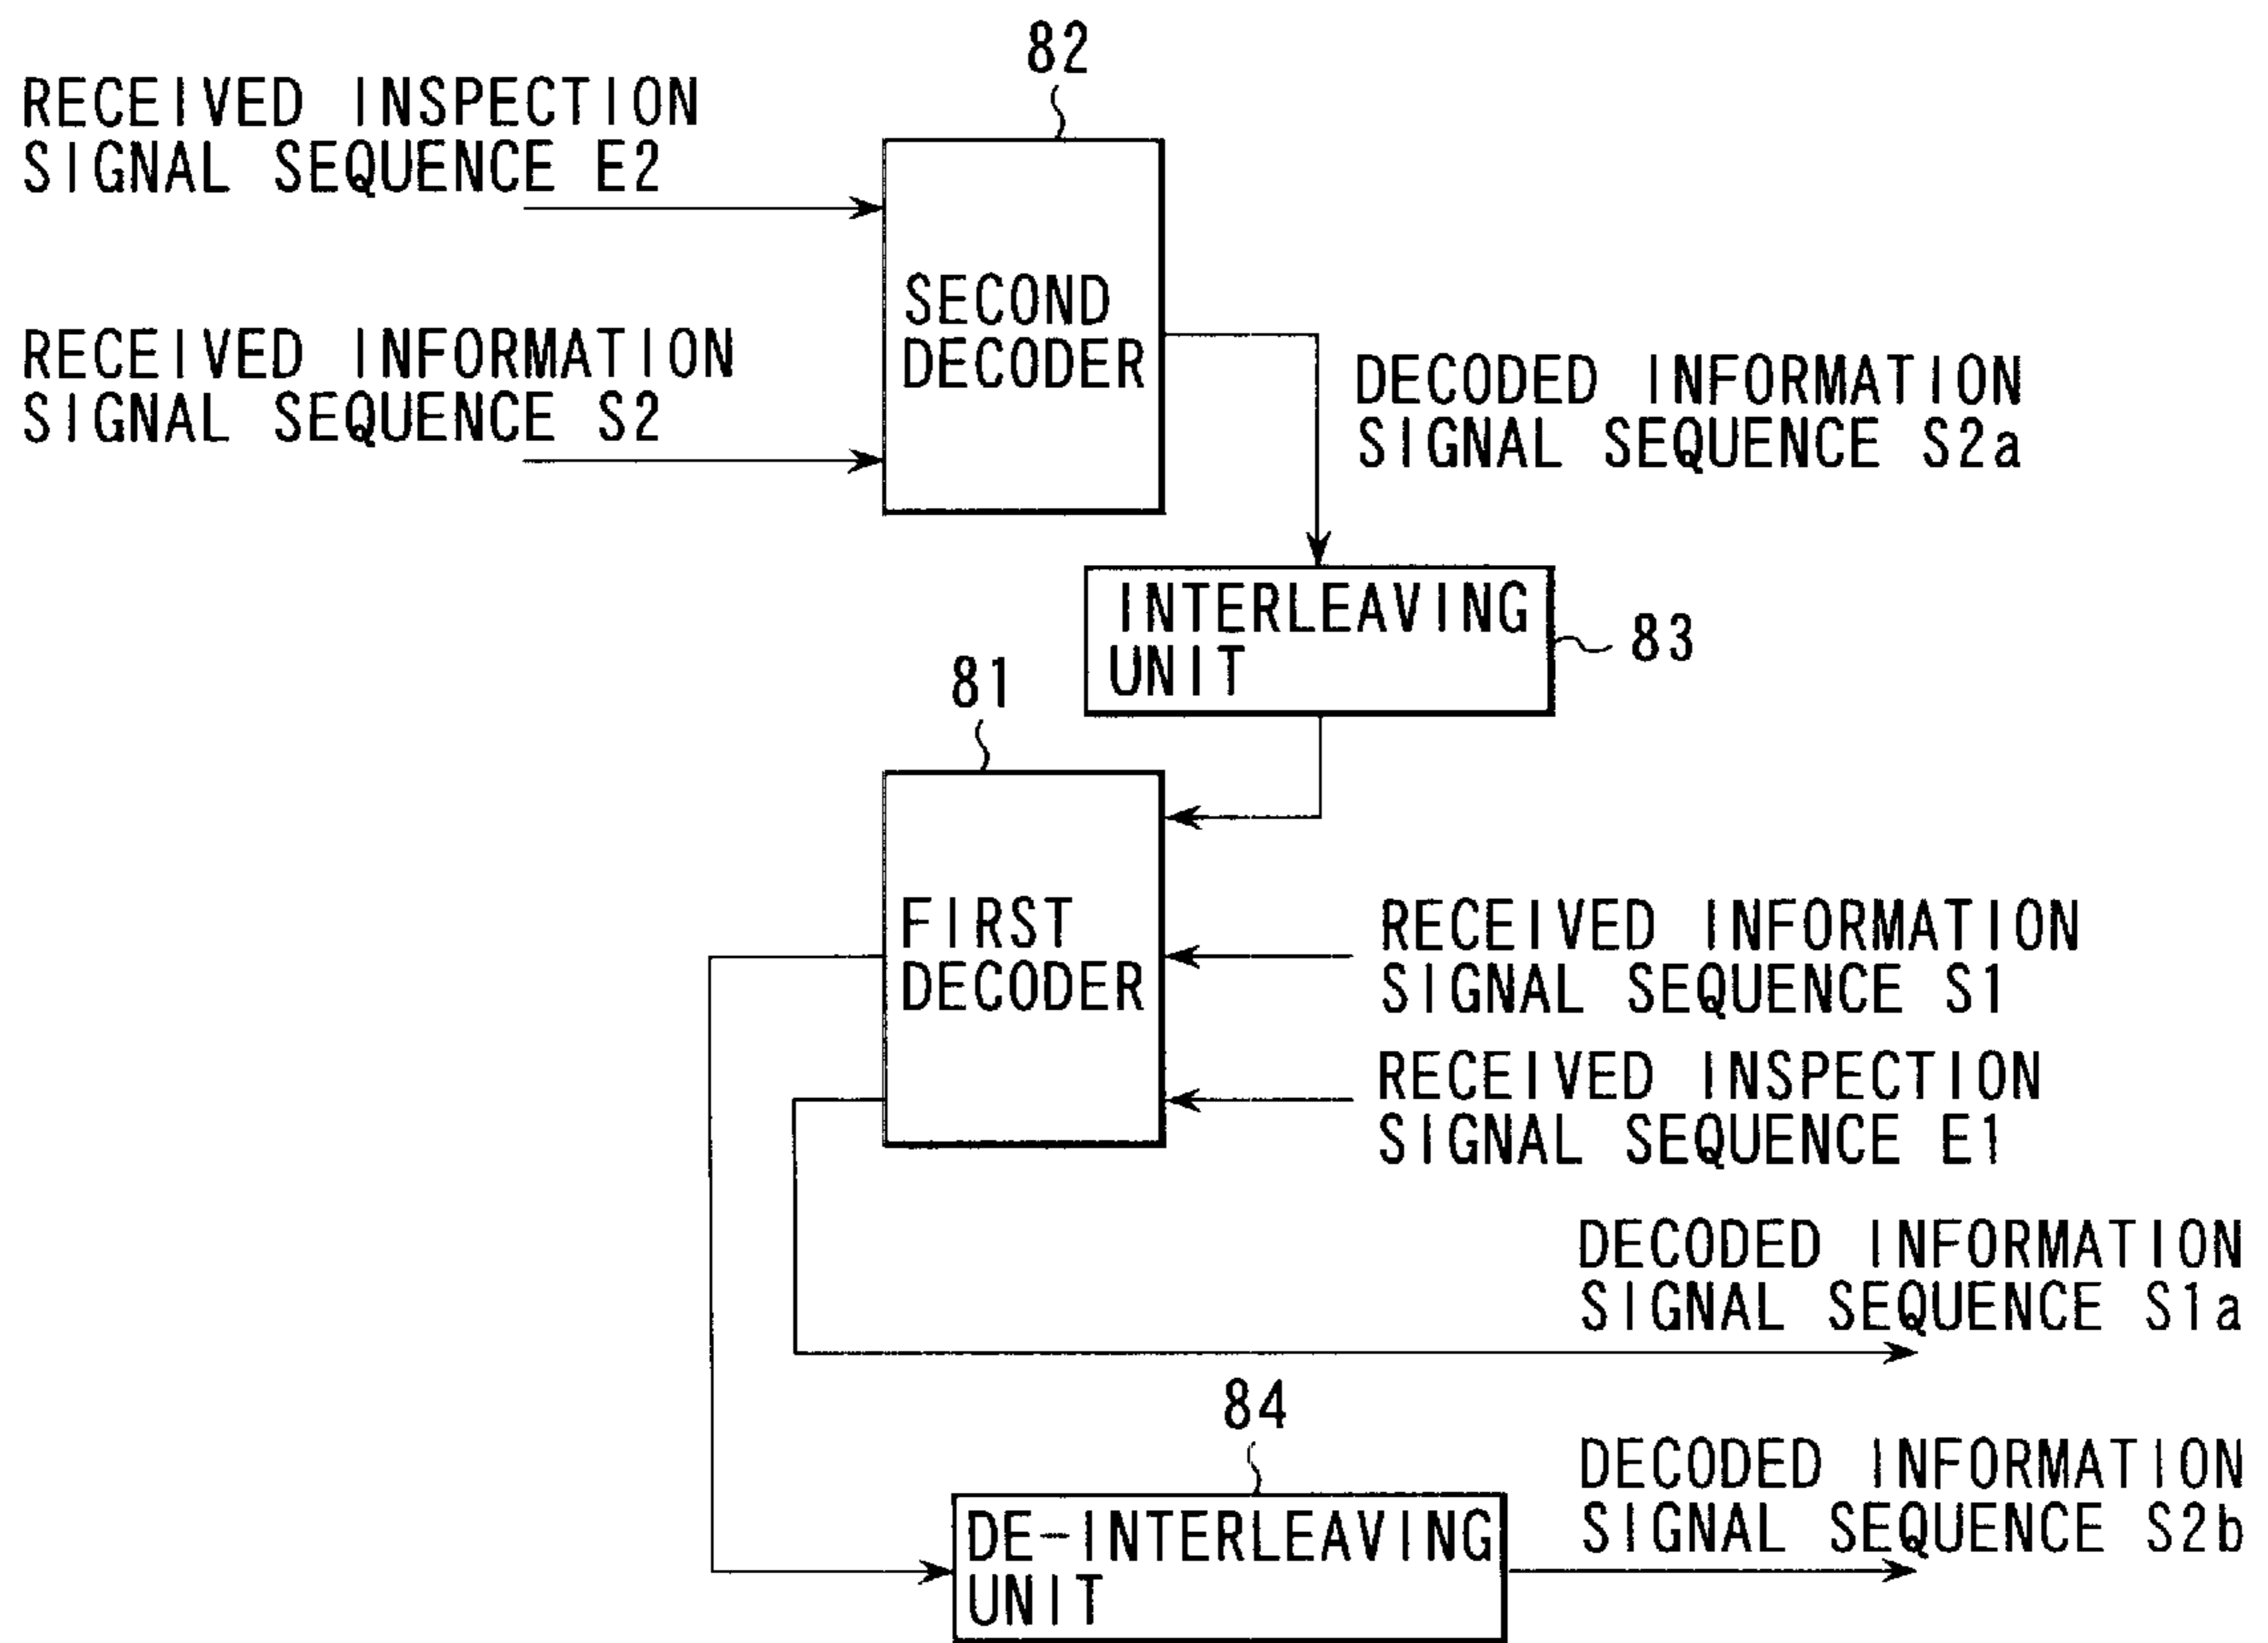 82
RECEIVED INSPECTION
SIGNAL SEQUENCE E2
SECOND
DECODER
RECEIVED INFORMATION
SIGNAL SEQUENCE S2
DECODED INFORMATION
SIGNAL SEQUENCE S2a
INTERLEAVING
UNIT
83
81
FIRST
DECODER
RECEIVED INFORMATION
SIGNAL SEQUENCE S1
RECEIVED INSPECTION
SIGNAL SEQUENCE E1
DECODED INFORMATION
SIGNAL SEQUENCE S1a
84
DE-INTERLEAVING
UNIT
DECODED INFORMATION
SIGNAL SEQUENCE S2b